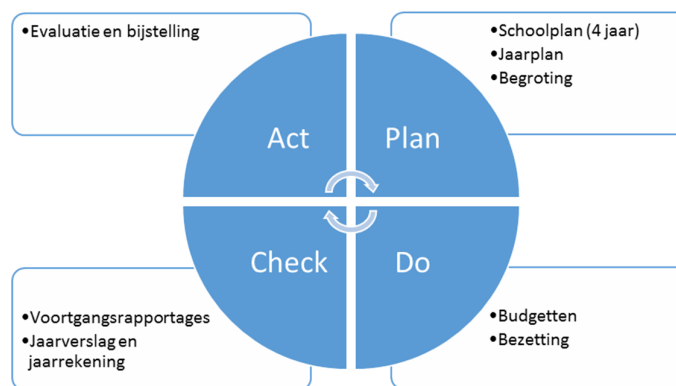 •Evaluatie en bijstelling
•Schoolplan (4 jaar)
•Jaarplan
•Begroting
Act
Plan
Check
Do
•Voortgangsrapportages
•Jaarverslag en
jaarrekening
•Budgetten
•Bezetting